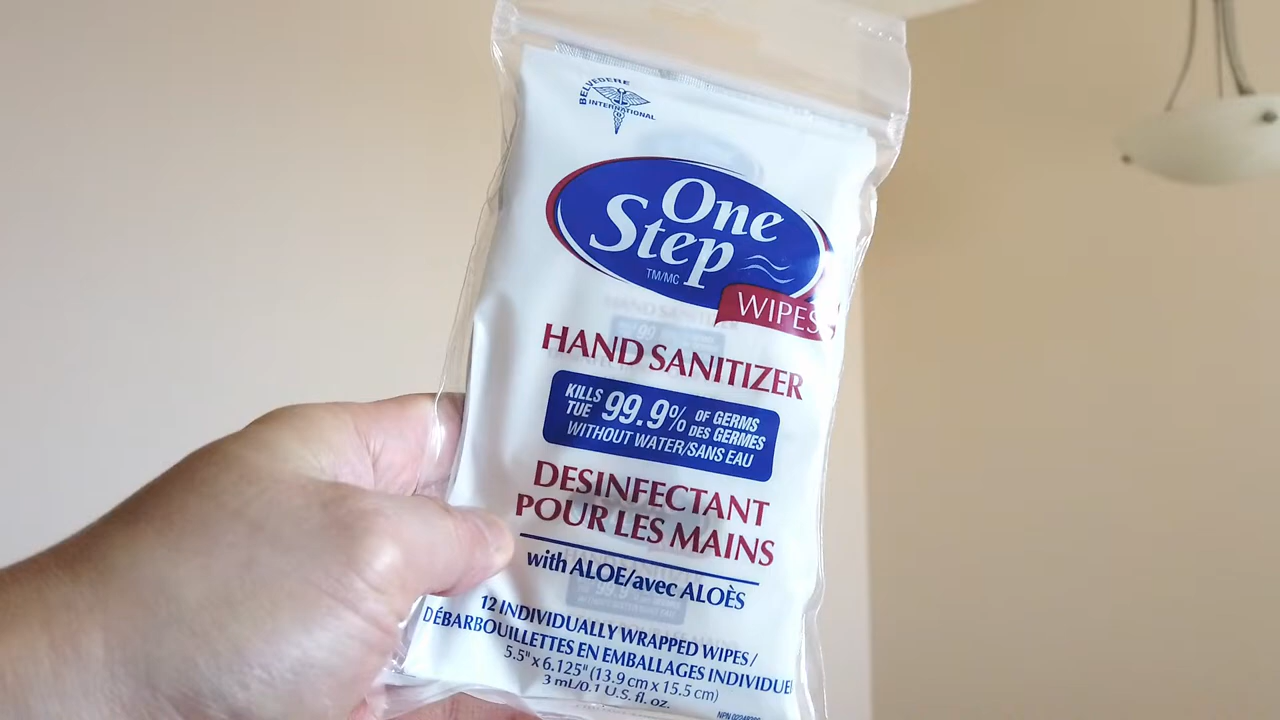 BELVEDERE
INTERNATIONAL
One
Step
TM/MC
WIPES
HAND SANITIZER
KILLS
TUE
99.9%
OF GERMS
DES GERMES
WITHOUT WATER/SANS EAU
DESINFECTANT
POUR LES MAINS
with ALOE/avec ALOÈS
12 INDIVIDUALLY WRAPPED WIPES/
DÉBARBOUILLETTES EN EMBALLAGES
5.5" x 6.125" (13.9 cm x 15.5 cm)
3 mL/0.1 U.S. fl. oz.
NPN